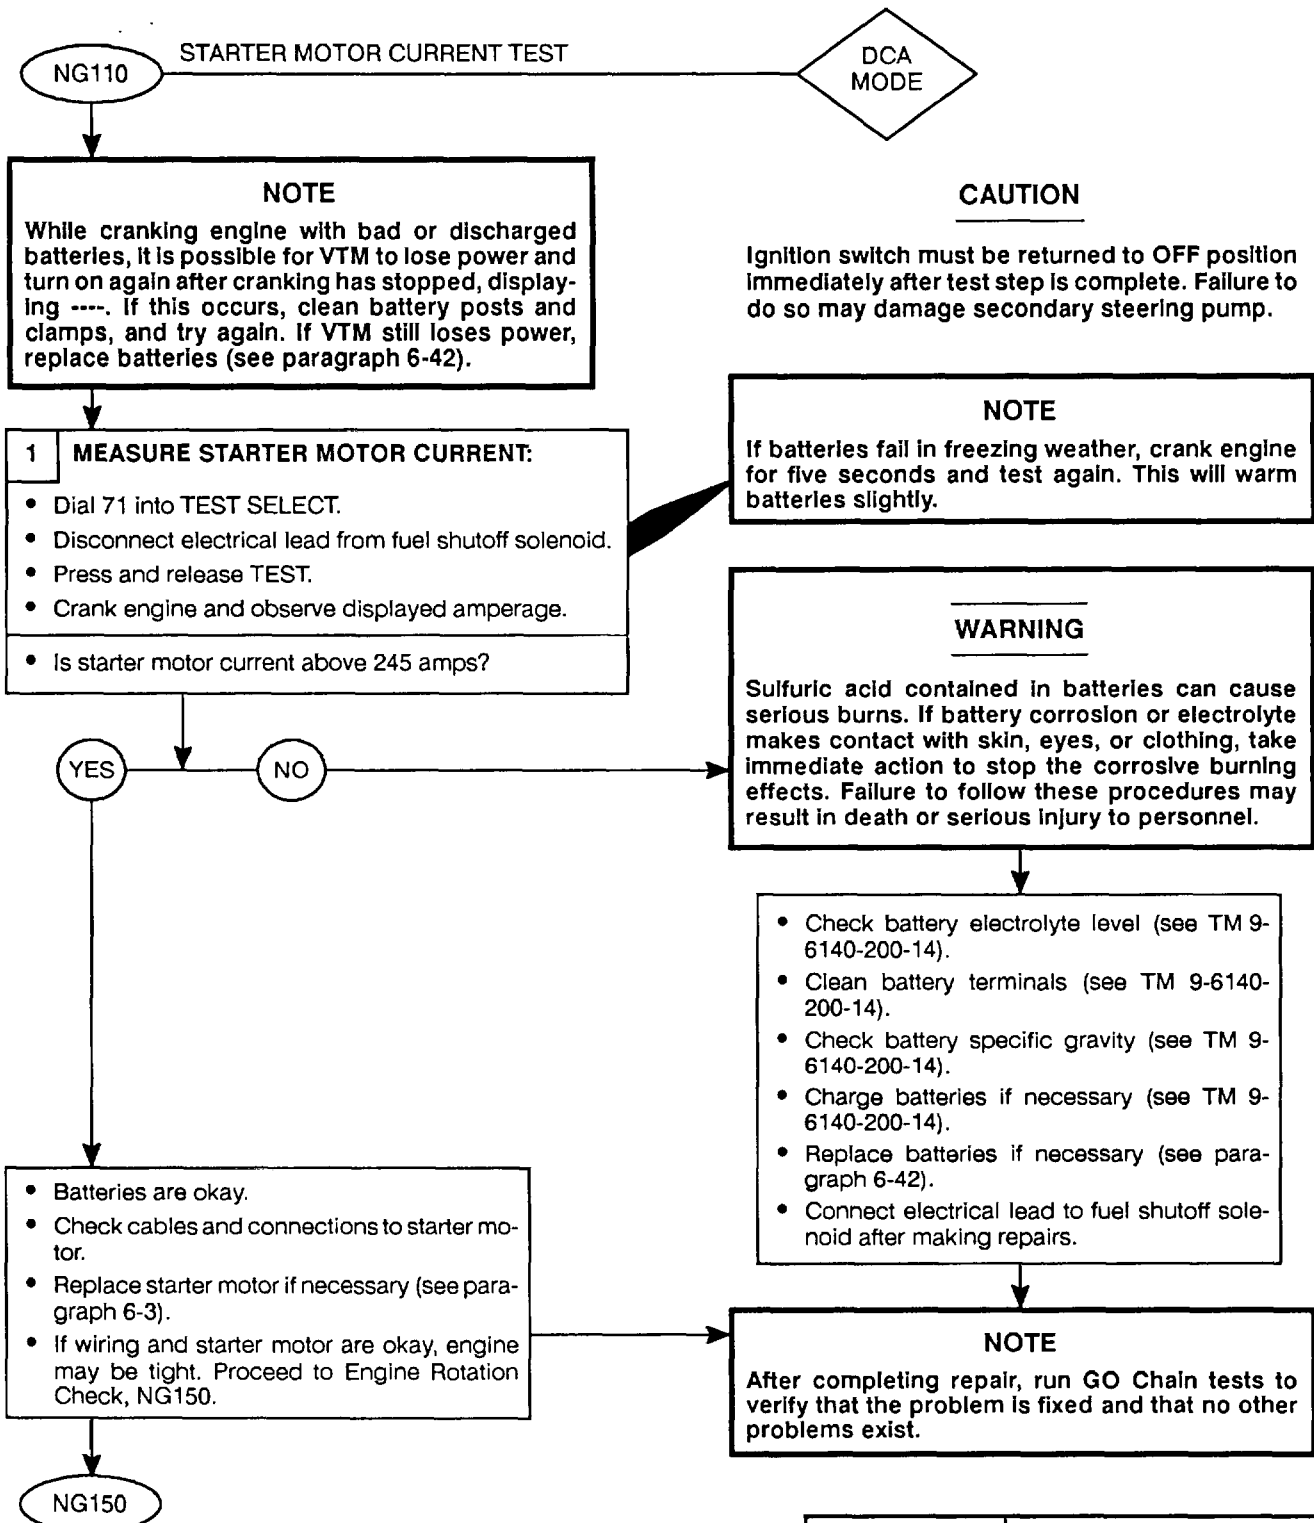 NG110
STARTER MOTOR CURRENT TEST
DCA
MODE
NOTE
While cranking engine with bad or discharged
batteries, it is possible for VTM to lose power and
turn on again after cranking has stopped, display-
ing ----. If this occurs, clean battery posts and
clamps, and try again. If VTM still loses power,
replace batteries (see paragraph 6-42).
CAUTION
Ignition switch must be returned to OFF position
immediately after test step is complete. Failure to
do so may damage secondary steering pump.
1 MEASURE STARTER MOTOR CURRENT:
• Dial 71 into TEST SELECT.
• Disconnect electrical lead from fuel shutoff solenoid.
• Press and release TEST.
• Crank engine and observe displayed amperage.
• Is starter motor current above 245 amps?
NOTE
If batteries fail in freezing weather, crank engine
for five seconds and test again. This will warm
batteries slightly.
YES
NO
WARNING
Sulfuric acid contained in batteries can cause
serious burns. If battery corrosion or electrolyte
makes contact with skin, eyes, or clothing, take
immediate action to stop the corrosive burning
effects. Failure to follow these procedures may
result in death or serious injury to personnel.
• Check battery electrolyte level (see TM 9-
6140-200-14).
• Clean battery terminals (see TM 9-6140-
200-14).
• Check battery specific gravity (see TM 9-
6140-200-14).
• Charge batteries if necessary (see TM 9-
6140-200-14).
• Replace batteries if necessary (see para-
graph 6-42).
• Connect electrical lead to fuel shutoff sole-
noid after making repairs.
• Batteries are okay.
• Check cables and connections to starter mo-
tor.
• Replace starter motor if necessary (see para-
graph 6-3).
• If wiring and starter motor are okay, engine
may be tight. Proceed to Engine Rotation
Check, NG150.
NOTE
After completing repair, run GO Chain tests to
verify that the problem is fixed and that no other
problems exist.
NG150